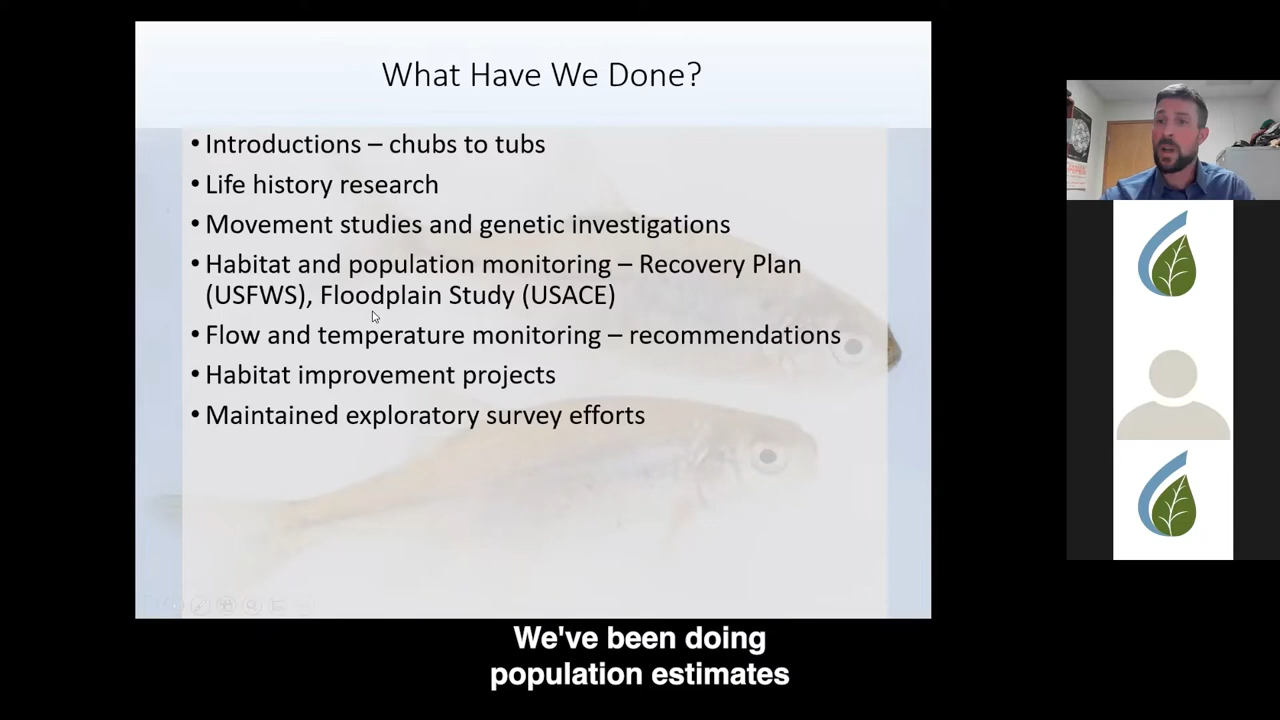 What Have We Done?
• Introductions – chubs to tubs
• Life history research
• Movement studies and genetic investigations
• Habitat and population monitoring – Recovery Plan
(USFWS), Floodplain Study (USACE)
• Flow and temperature monitoring – recommendations
• Habitat improvement projects
• Maintained exploratory survey efforts
We've been doing
population estimates